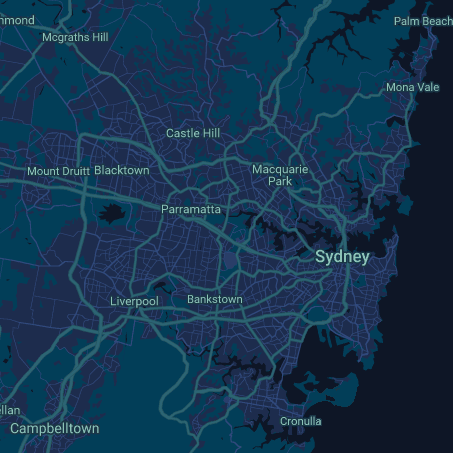 mmond
Palm Beach
Mcgraths Hill
Mona Vale
Castle Hill
Mount Druitt
Blacktown
Macquarie
Park
Parramatta
Sydney
Liverpool
Bankstown
llan
Campbelltown
Cronulla